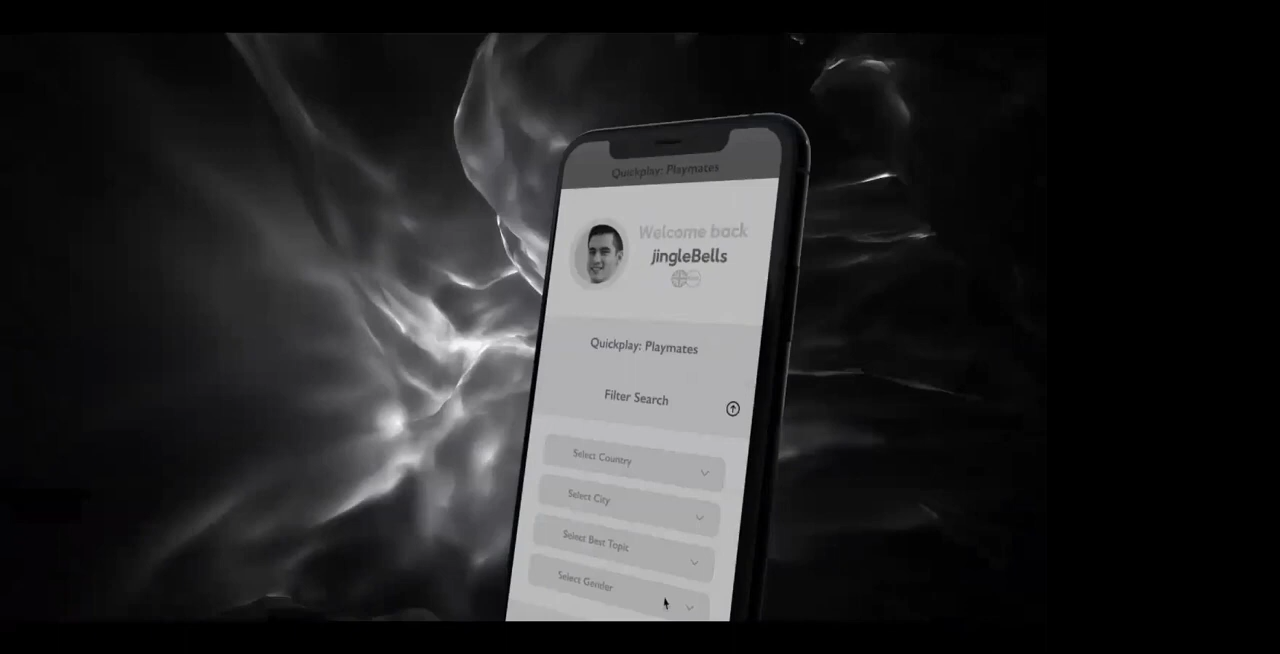 Quickplay: Playmates
Welcome back
jingleBells
Quickplay: Playmates
Filter Search
Select Country
Select City
Select Best Topic
Select Gender